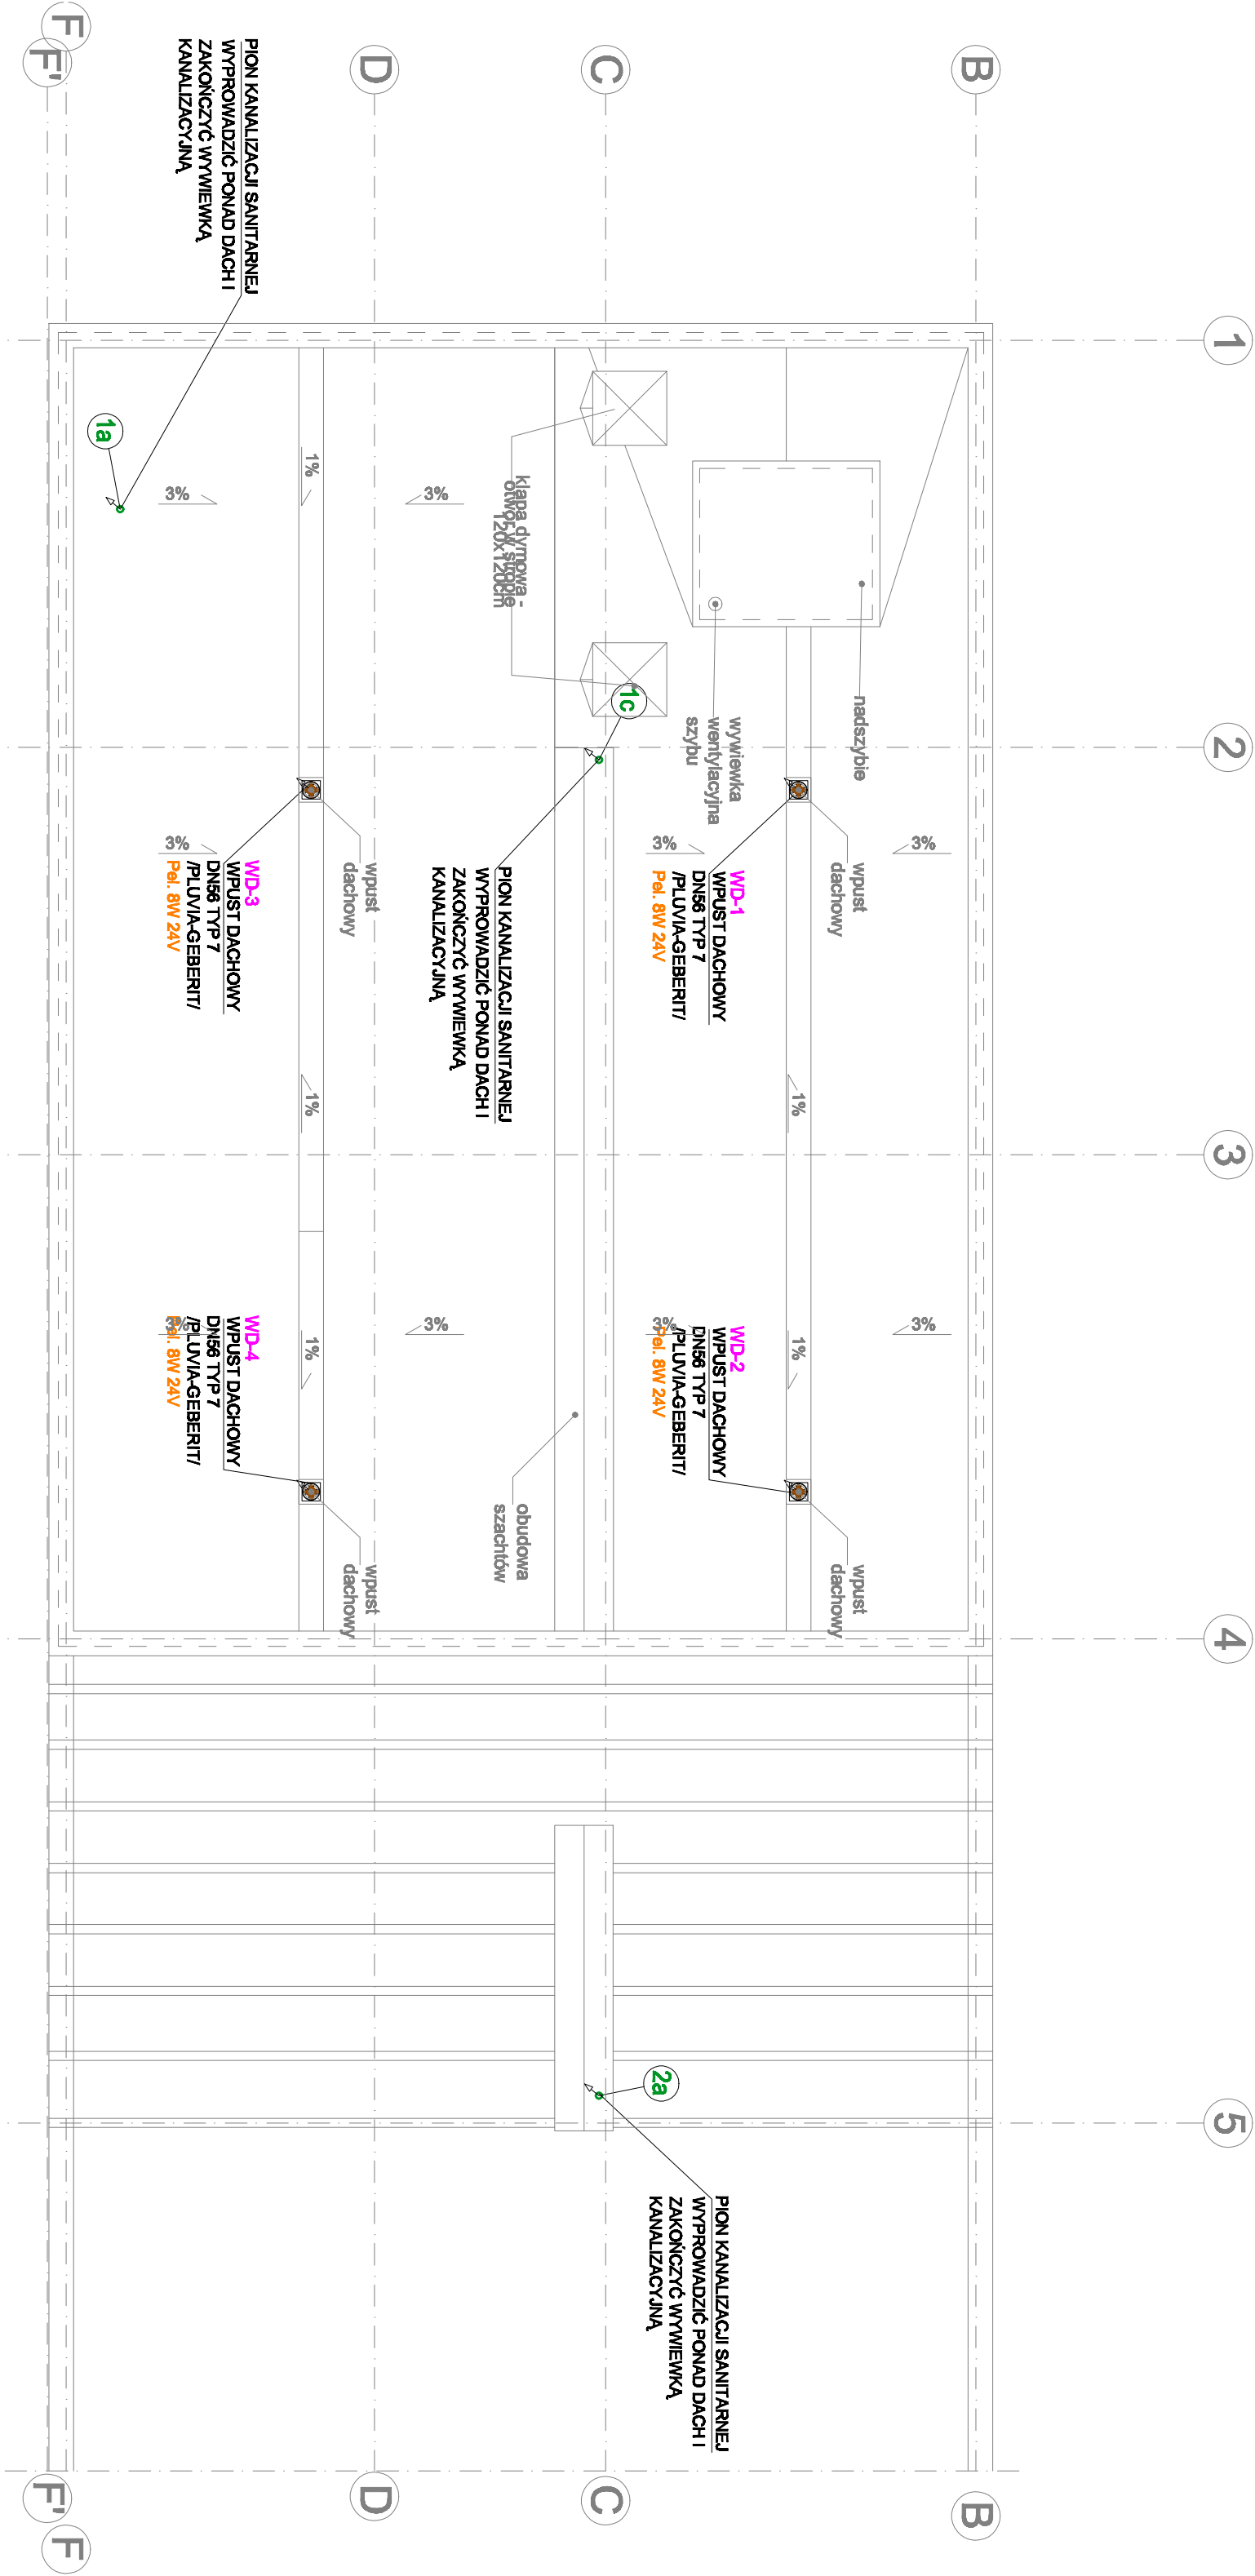 1
2
3
4
5
B
C
D
F
F'
B
C
D
F'
F
nadszybie
wywiewka
wentylacyjna
szybu
klapa dymowa -
otwór w stropie
120x120cm
wpust
dachowy
WD-1
WPUST DACHOWY
DN56 TYP 7
/PLUVIA-GEBERIT/
Pel. 8W 24V
wpust
dachowy
WD-2
WPUST DACHOWY
DN56 TYP 7
/PLUVIA-GEBERIT/
Pel. 8W 24V
wpust
dachowy
WD-3
WPUST DACHOWY
DN56 TYP 7
/PLUVIA-GEBERIT/
Pel. 8W 24V
wpust
dachowy
WD-4
WPUST DACHOWY
DN56 TYP 7
/PLUVIA-GEBERIT/
Pel. 8W 24V
1c
PION KANALIZACJI SANITARNEJ
WYPROWADZIĆ PONAD DACH I
ZAKOŃCZYĆ WYWIEWKĄ
KANALIZACYJNĄ
obudowa
szachtów
2a
PION KANALIZACJI SANITARNEJ
WYPROWADZIĆ PONAD DACH I
ZAKOŃCZYĆ WYWIEWKĄ
KANALIZACYJNĄ
1a
PION KANALIZACJI SANITARNEJ
WYPROWADZIĆ PONAD DACH I
ZAKOŃCZYĆ WYWIEWKĄ
KANALIZACYJNĄ
3%
3%
3%
3%
3%
3%
3%
3%
3%
1%
1%
1%
1%
1%